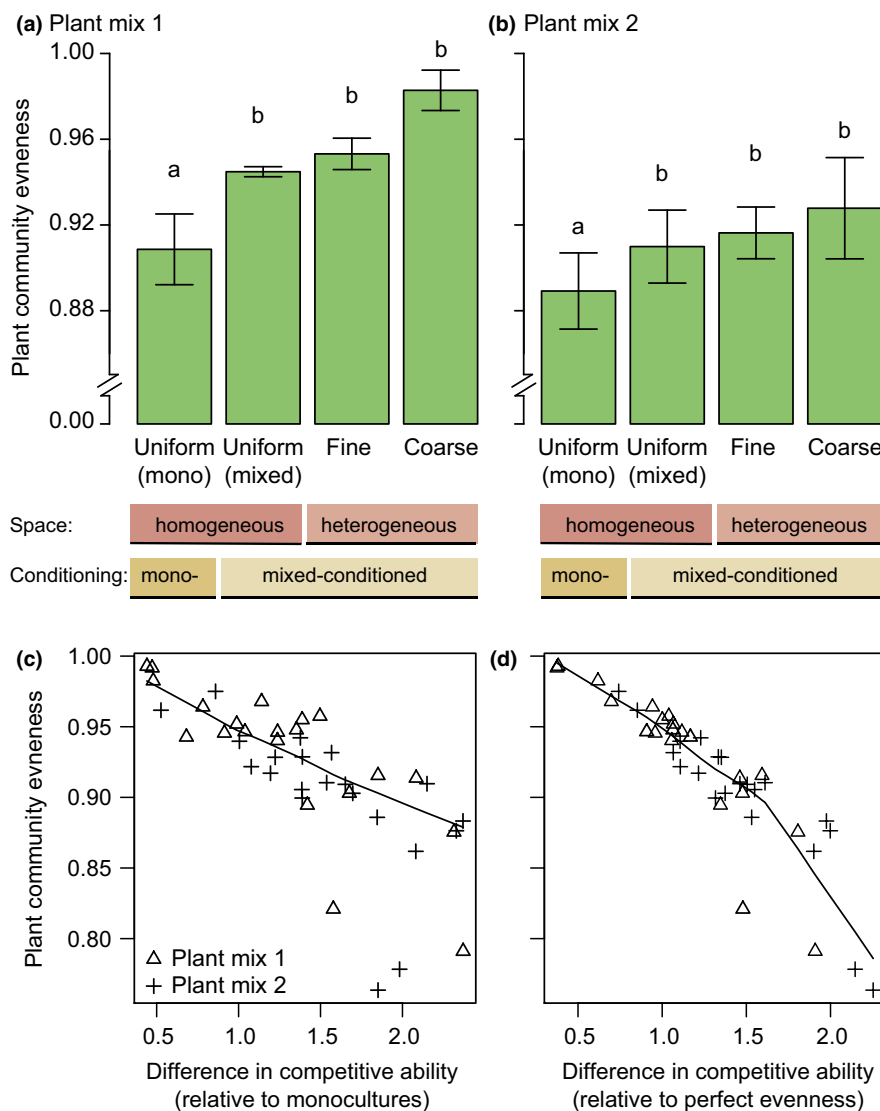 (a) Plant mix 1
(b) Plant mix 2
Plant community evneness
1.00
0.96
0.92
0.88
0.00
a
b
b
b
a
b
b
b
Uniform (mono)
Uniform (mixed)
Fine
Coarse
Uniform (mono)
Uniform (mixed)
Fine
Coarse
Space:
homogeneous
heterogeneous
homogeneous
heterogeneous
Conditioning:
mono-
mixed-conditioned
mono-
mixed-conditioned
(c)
(d)
Plant community evneness
1.00
0.95
0.90
0.85
0.80
Plant mix 1
Plant mix 2
0.5 1.0 1.5 2.0
0.5 1.0 1.5 2.0
Difference in competitive ability
(relative to monocultures)
Difference in competitive ability
(relative to perfect evenness)